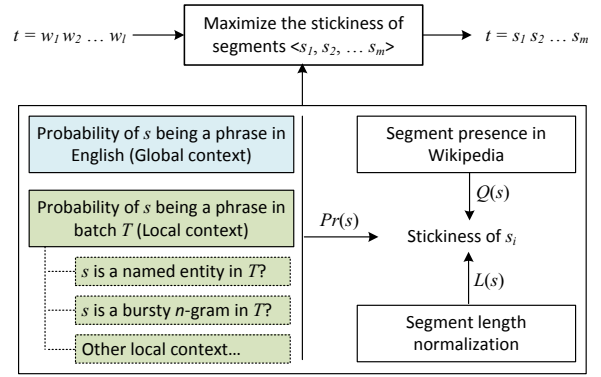 t = w1 w2 … wl
Maximize the stickiness of
segments <s1, s2, … sm>
t = s1 s2 … sm
Probability of s being a phrase in
English (Global context)
Probability of s being a phrase in
batch T (Local context)
s is a named entity in T?
s is a bursty n-gram in T?
Other local context…
Pr(s)
Segment presence in
Wikipedia
Q(s)
Stickiness of si
L(s)
Segment length
normalization